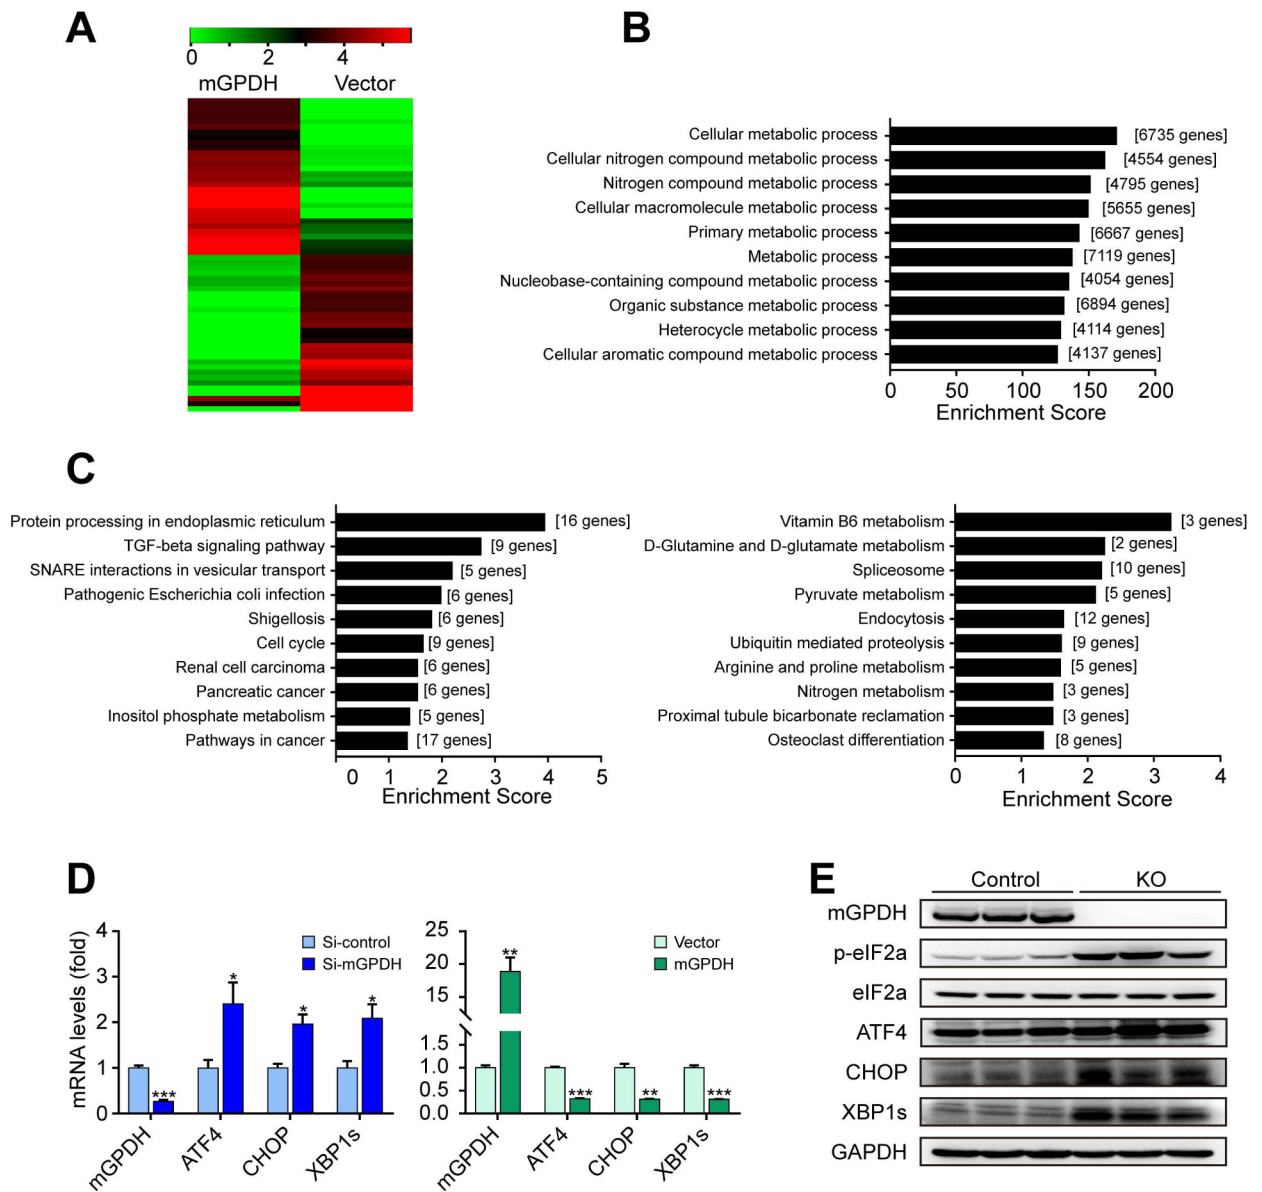 A
0 2 4
mGPDH Vector
B
Cellular metabolic process [6735 genes]
Cellular nitrogen compound metabolic process [4554 genes]
Nitrogen compound metabolic process [4795 genes]
Cellular macromolecule metabolic process [5655 genes]
Primary metabolic process [6667 genes]
Metabolic process [7119 genes]
Nucleobase-containing compound metabolic process [4054 genes]
Organic substance metabolic process [6894 genes]
Heterocycle metabolic process [4114 genes]
Cellular aromatic compound metabolic process [4137 genes]
0 50 100 150 200
Enrichment Score
C
Protein processing in endoplasmic reticulum [16 genes]
TGF-beta signaling pathway [9 genes]
SNARE interactions in vesicular transport [5 genes]
Pathogenic Escherichia coli infection [6 genes]
Shigellosis [6 genes]
Cell cycle [9 genes]
Renal cell carcinoma [6 genes]
Pancreatic cancer [6 genes]
Inositol phosphate metabolism [5 genes]
Pathways in cancer [17 genes]
0 1 2 3 4 5
Enrichment Score
Vitamin B6 metabolism [3 genes]
D-Glutamine and D-glutamate metabolism [2 genes]
Spliceosome [10 genes]
Pyruvate metabolism [5 genes]
Endocytosis [12 genes]
Ubiquitin mediated proteolysis [9 genes]
Arginine and proline metabolism [5 genes]
Nitrogen metabolism [3 genes]
Proximal tubule bicarbonate reclamation [3 genes]
Osteoclast differentiation [8 genes]
0 1 2 3 4
Enrichment Score
D
mRNA levels (fold)
4
3
2
1
0
Si-control
Si-mGPDH
*** * * *
mGPDH ATF4 CHOP XBP1s
25
20
15
1.5
1.0
0.5
0.0
Vector
mGPDH
** *** ** ***
mGPDH ATF4 CHOP XBP1s
E
Control KO
mGPDH
p-eIF2a
eIF2a
ATF4
CHOP
XBP1s
GAPDH